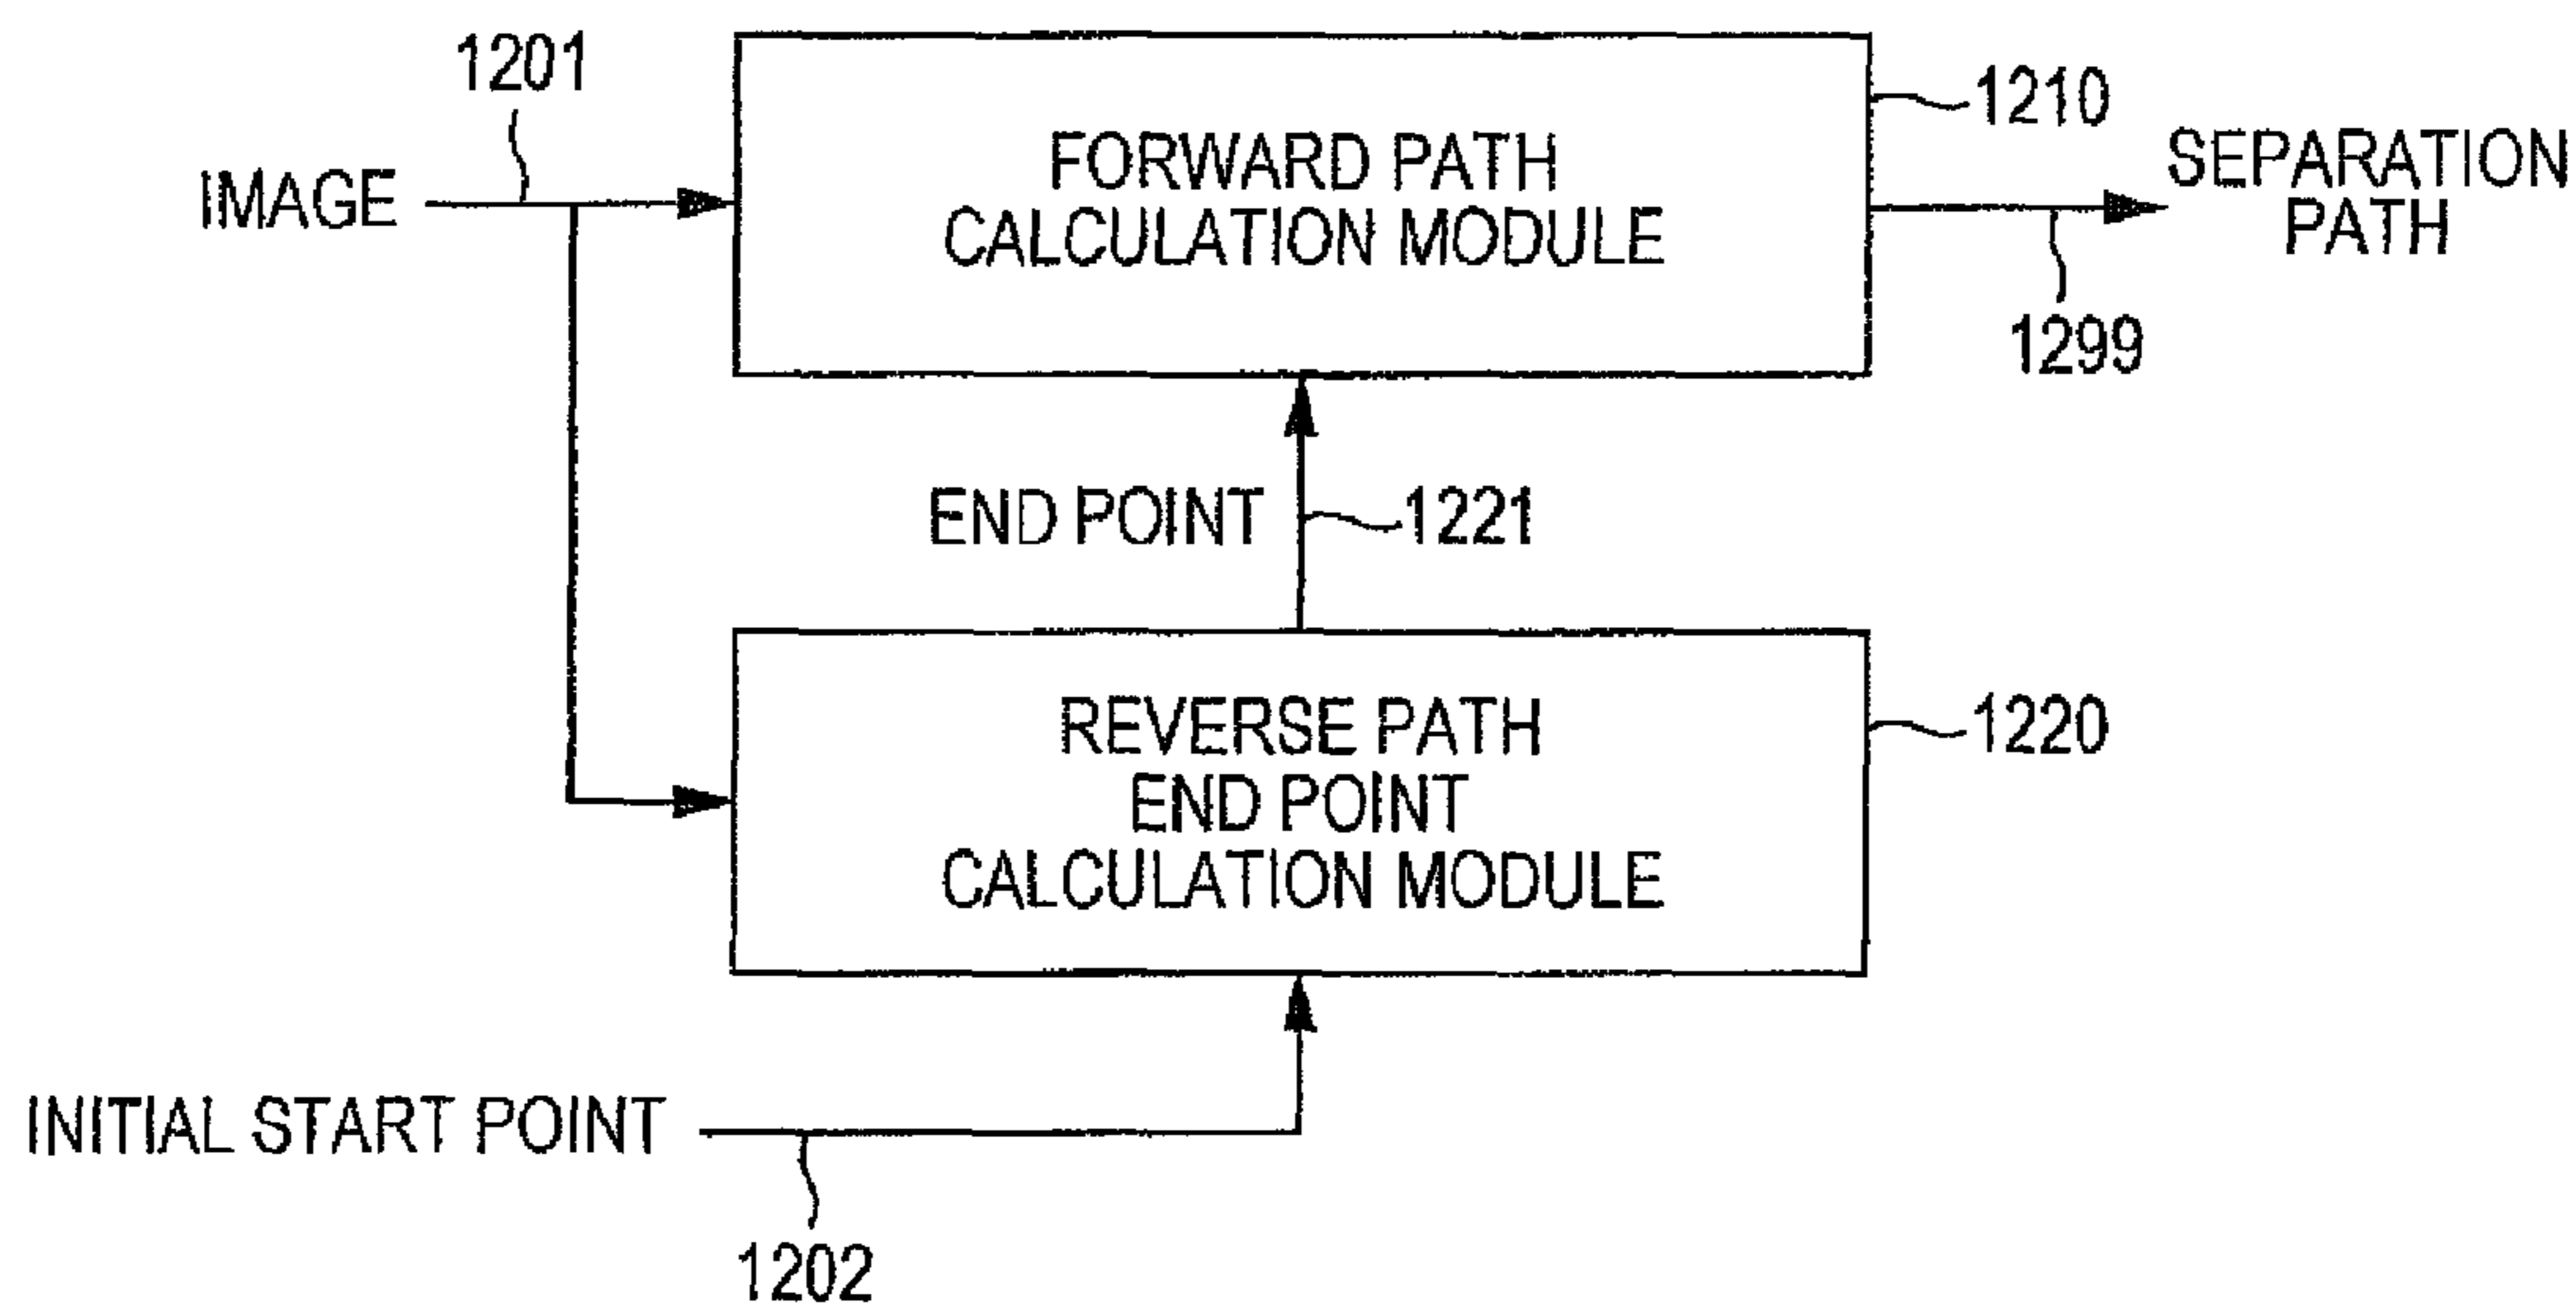 1201
IMAGE
FORWARD PATH
CALCULATION MODULE
1210
SEPARATION
PATH
1299
END POINT
1221
REVERSE PATH
END POINT
CALCULATION MODULE
1220
INITIAL START POINT
1202